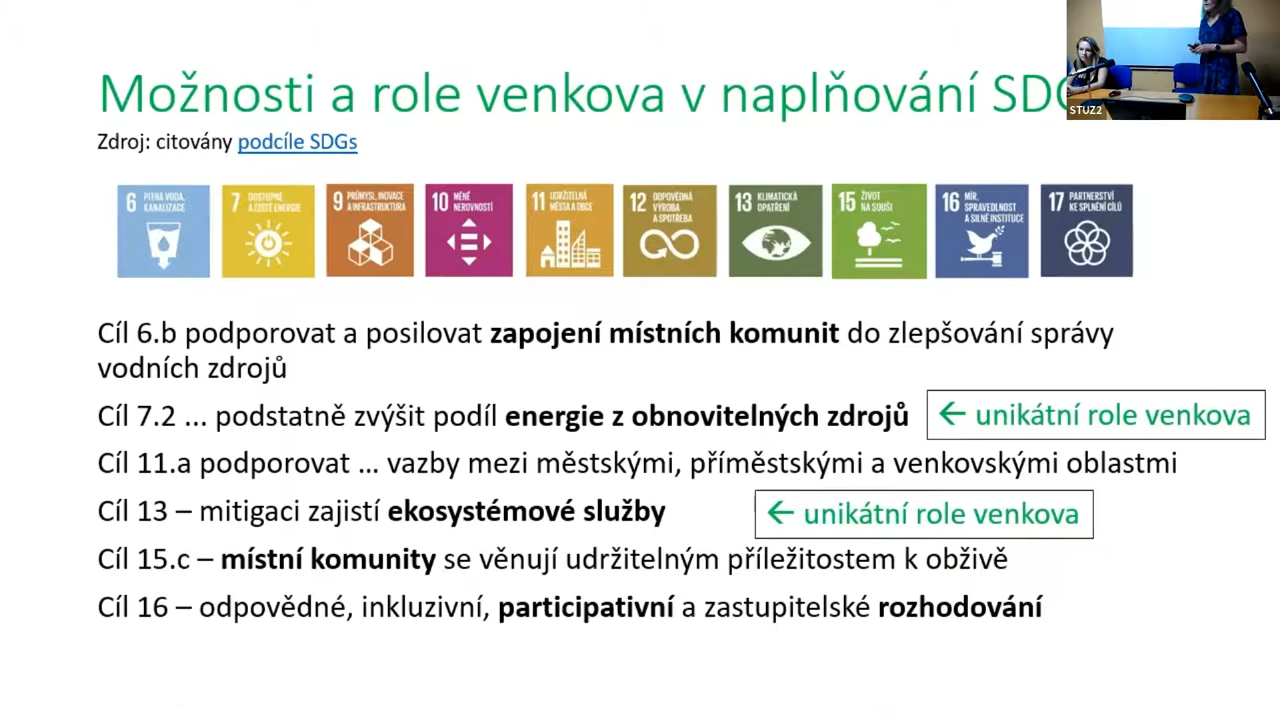 Možnosti a role venkova v naplňování SDG
STUZ2
Zdroj: citovány podcíle SDGs
6 PITNÁ VODA, KANALIZACE
7 DOSTUPNÉ A ČISTÉ ENERGIE
9 PRŮMYSL, INOVACE A INFRASTRUKTURA
10 MÉNĚ NEROVNOSTÍ
11 UDRŽITELNÁ MĚSTA A OBCE
12 ODPOVĚDNÁ VÝROBA A SPOTŘEBA
13 KLIMATICKÁ OPATŘENÍ
15 ŽIVOT NA SOUŠI
16 MÍR, SPRAVEDLNOST A SILNÉ INSTITUCE
17 PARTNERSTVÍ KE SPLNĚNÍ CÍLŮ
Cíl 6.b podporovat a posilovat zapojení místních komunit do zlepšování správy
vodních zdrojů
Cíl 7.2 ... podstatně zvýšit podíl energie z obnovitelných zdrojů ← unikátní role venkova
Cíl 11.a podporovat ... vazby mezi městskými, příměstskými a venkovskými oblastmi
Cíl 13 – mitigaci zajistí ekosystémové služby ← unikátní role venkova
Cíl 15.c – místní komunity se věnují udržitelným příležitostem k obživě
Cíl 16 – odpovědné, inkluzivní, participativní a zastupitelské rozhodování